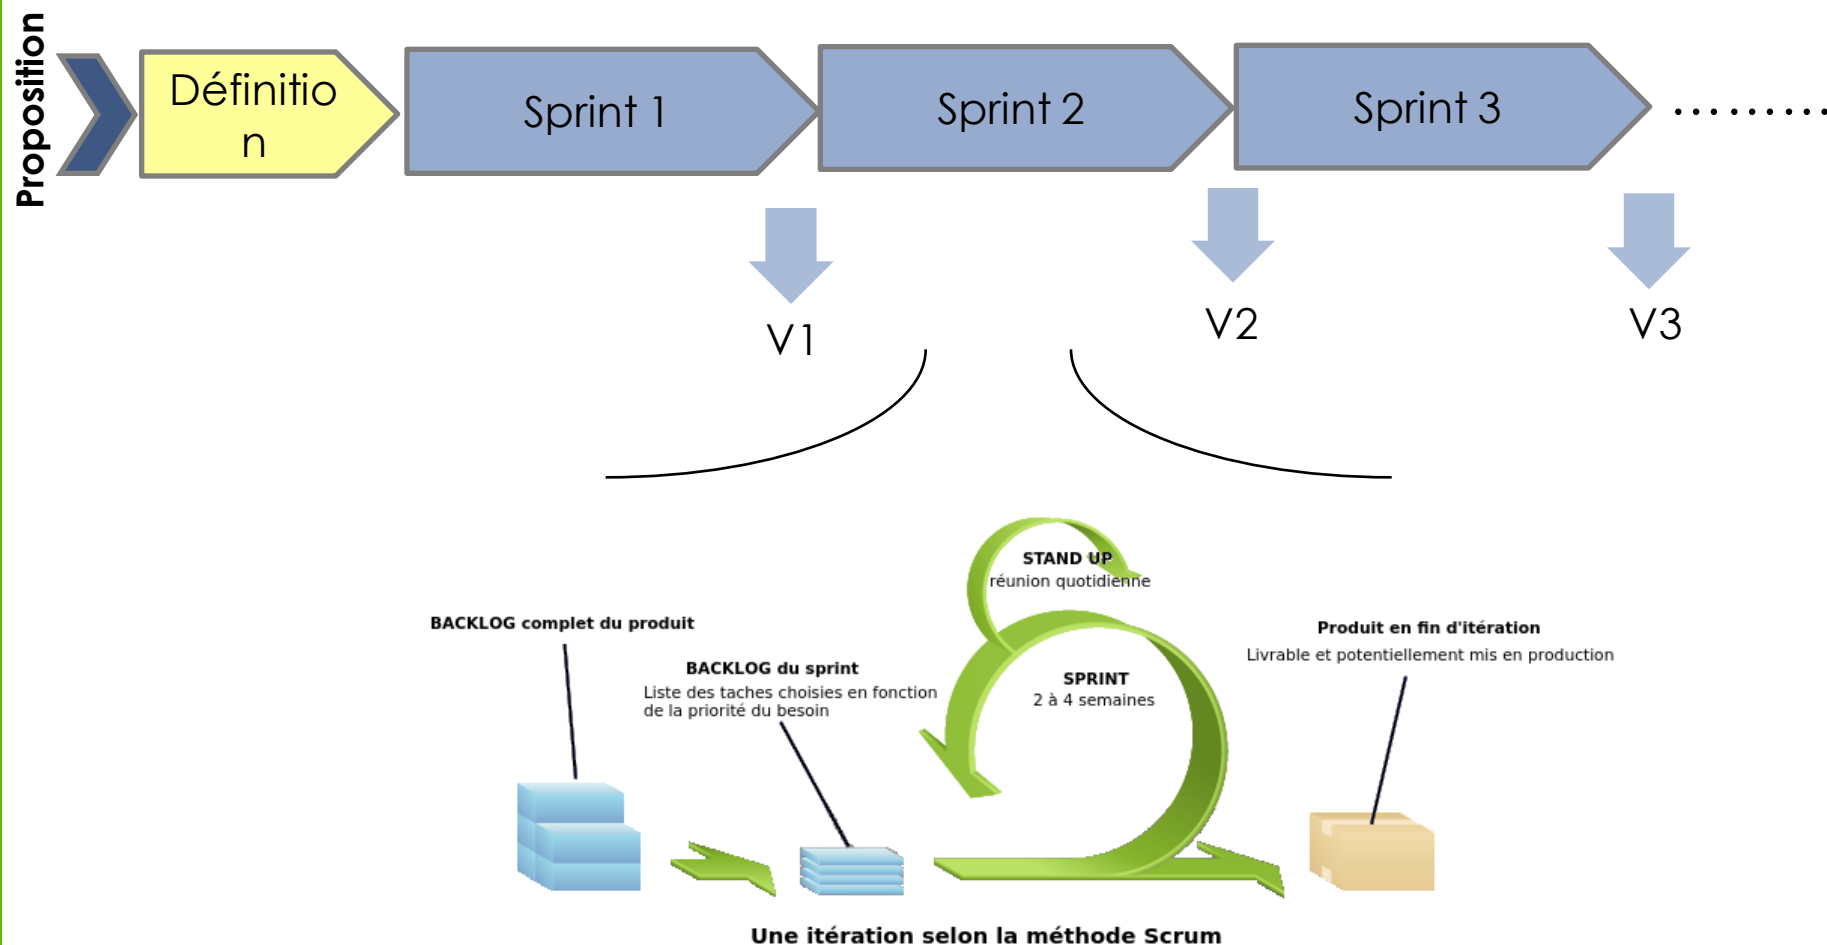 Proposition
Définitio
n
Sprint 1
Sprint 2
Sprint 3
.........
V1
V2
V3
STAND UP
réunion quotidienne
BACKLOG complet du produit
BACKLOG du sprint
Liste des taches choisies en fonction
de la priorité du besoin
SPRINT
2 à 4 semaines
Produit en fin d'itération
Livrable et potentiellement mis en production
Une itération selon la méthode Scrum